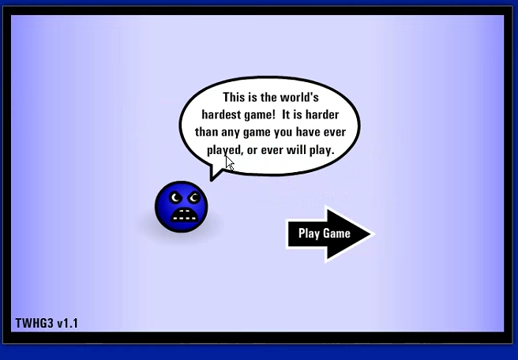 This is the world's
hardest game! It is harder
than any game you have ever
played, or ever will play.
Play Game
TWHG3 v1.1